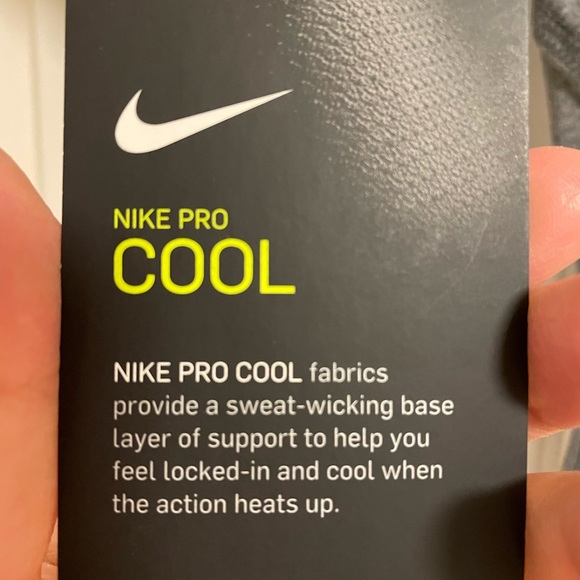 NIKE PRO
COOL
NIKE PRO COOL fabrics
provide a sweat-wicking base
layer of support to help you
feel locked-in and cool when
the action heats up.